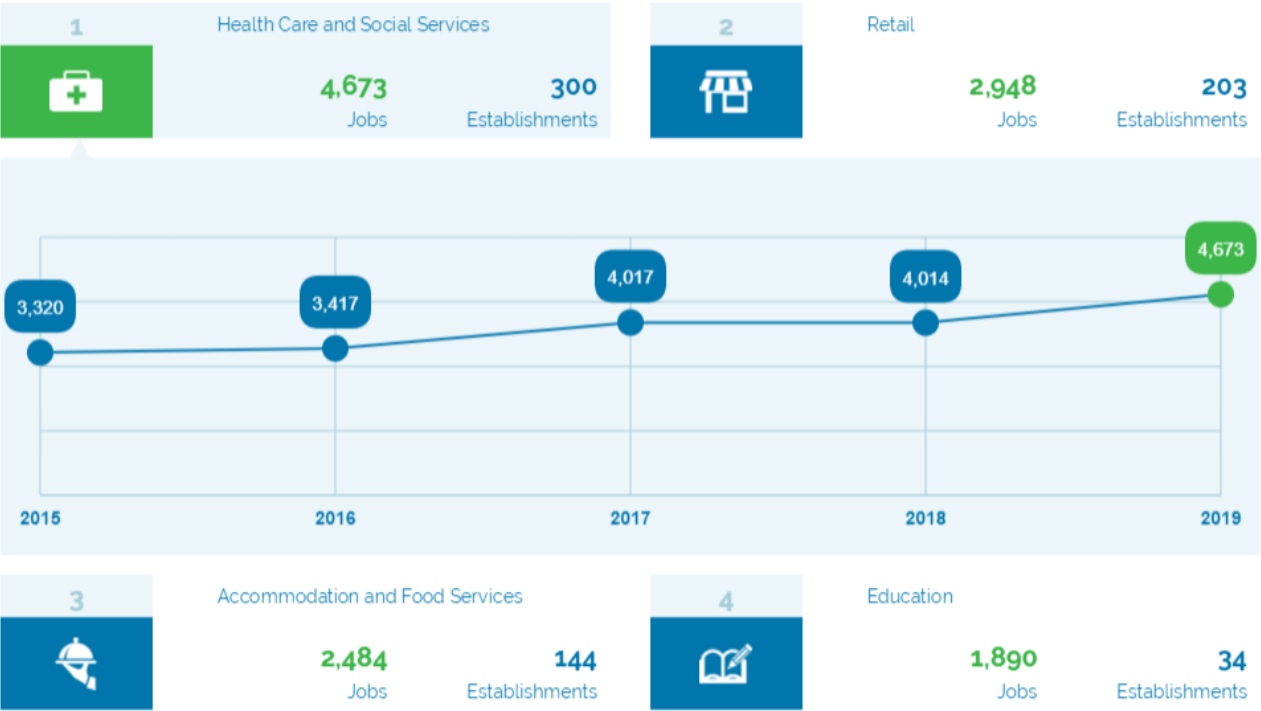 1
Health Care and Social Services
4,673
Jobs
300
Establishments
2
Retail
2,948
Jobs
203
Establishments
3,320
3,417
4,017
4,014
4,673
2015
2016
2017
2018
2019
3
Accommodation and Food Services
2,484
Jobs
144
Establishments
4
Education
1,890
Jobs
34
Establishments